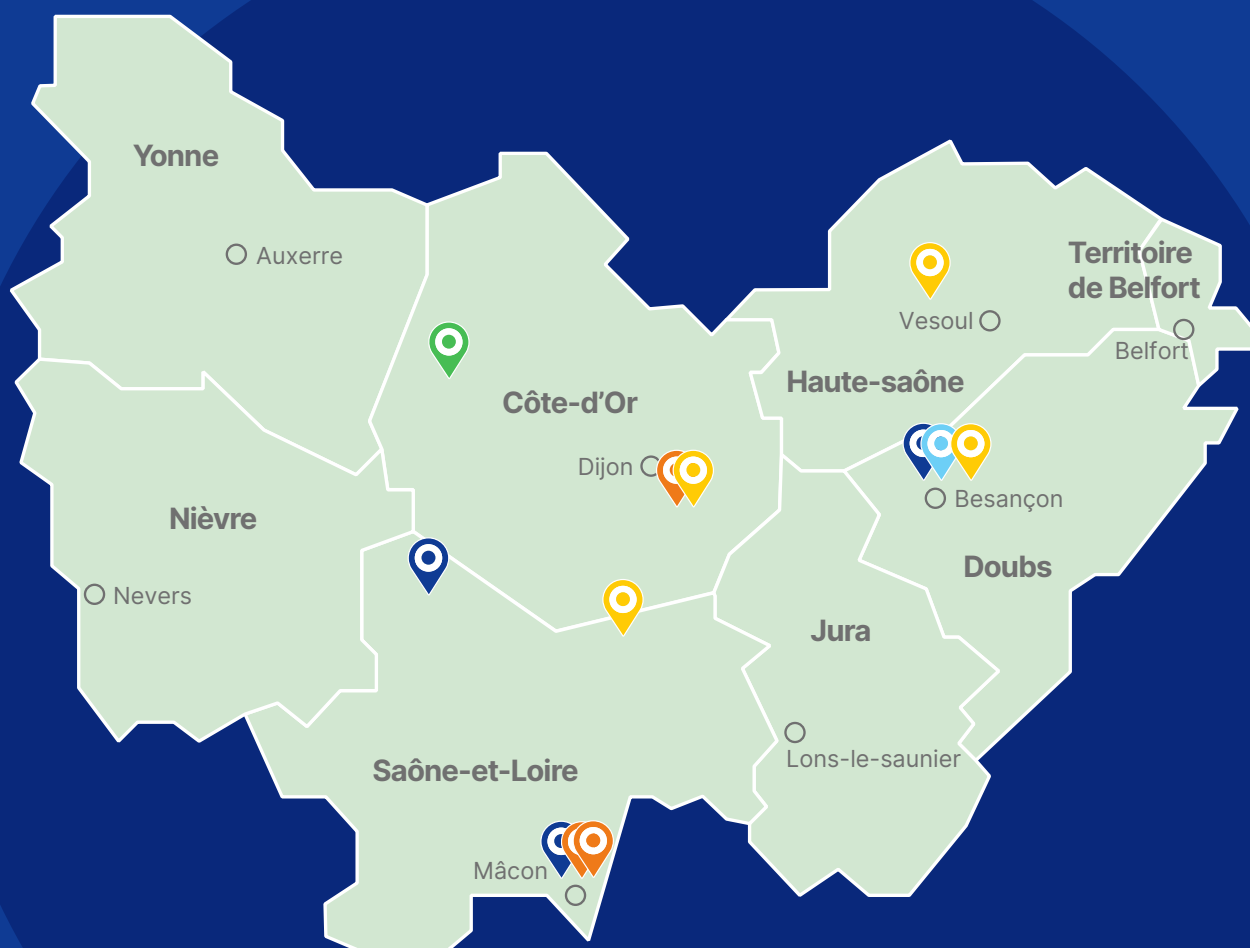 Yonne
Auxerre
Territoire
de Belfort
Vesoul
Belfort
Haute-saône
Côte-d’Or
Dijon
Besançon
Nièvre
Doubs
Nevers
Jura
Lons-le-saunier
Saône-et-Loire
Mâcon